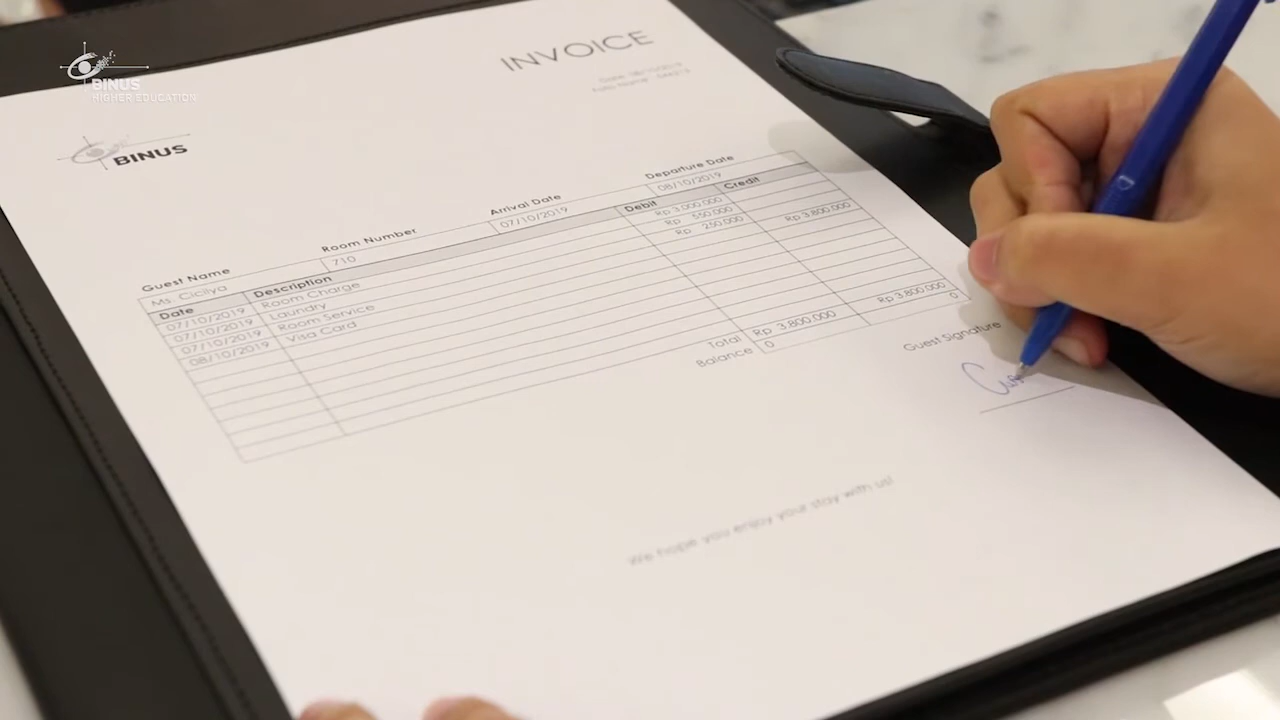 BINUS
HIGHER EDUCATION
INVOICE
BINUS
Guest Name Room Number Arrival Date Departure Date
Ms. Cicilya 710 07/10/2019 08/10/2019
Date Description Debit Credit
07/10/2019 Room Charge Rp 3,000,000
07/10/2019 Laundry Rp 550,000
07/10/2019 Room Service Rp 250,000
08/10/2019 Visa Card Rp 3,800,000
Total Rp 3,800,000 Rp 3,800,000
Balance 0 0
Guest Signature
We hope you enjoy your stay with us!